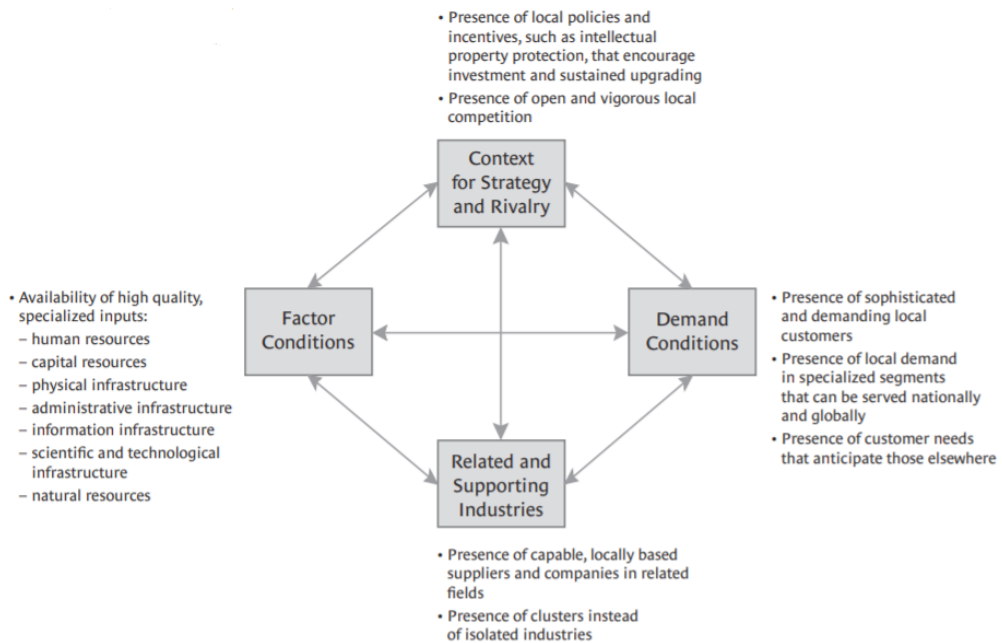 • Presence of local policies and
incentives, such as intellectual
property protection, that encourage
investment and sustained upgrading
• Presence of open and vigorous local
competition
Context
for Strategy
and Rivalry
• Availability of high quality,
specialized inputs:
– human resources
– capital resources
– physical infrastructure
– administrative infrastructure
– information infrastructure
– scientific and technological
infrastructure
– natural resources
Factor
Conditions
Demand
Conditions
• Presence of sophisticated
and demanding local
customers
• Presence of local demand
in specialized segments
that can be served nationally
and globally
• Presence of customer needs
that anticipate those elsewhere
Related and
Supporting
Industries
• Presence of capable, locally based
suppliers and companies in related
fields
• Presence of clusters instead
of isolated industries